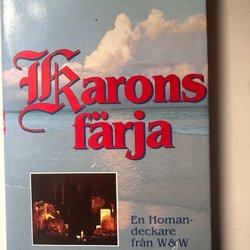 Karons
färja
En Homan-
deckare
från W&W